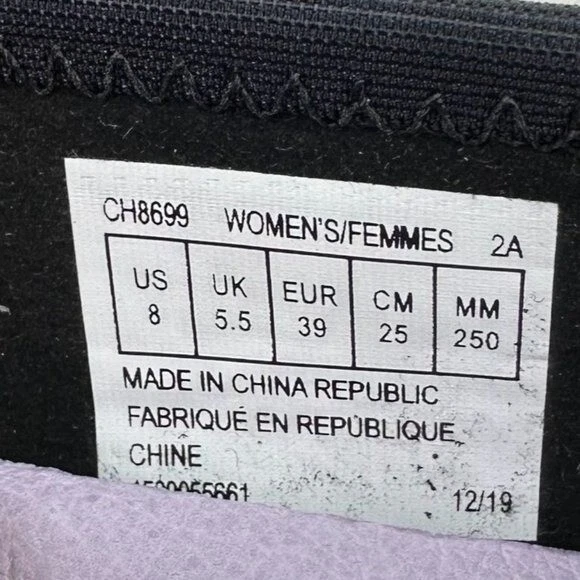 CH8699 WOMEN'S/FEMMES 2A
US UK EUR CM MM
8 5.5 39 25 250
MADE IN CHINA REPUBLIC
FABRIQUÉ EN REPÚBLIQUE
CHINE
12/19